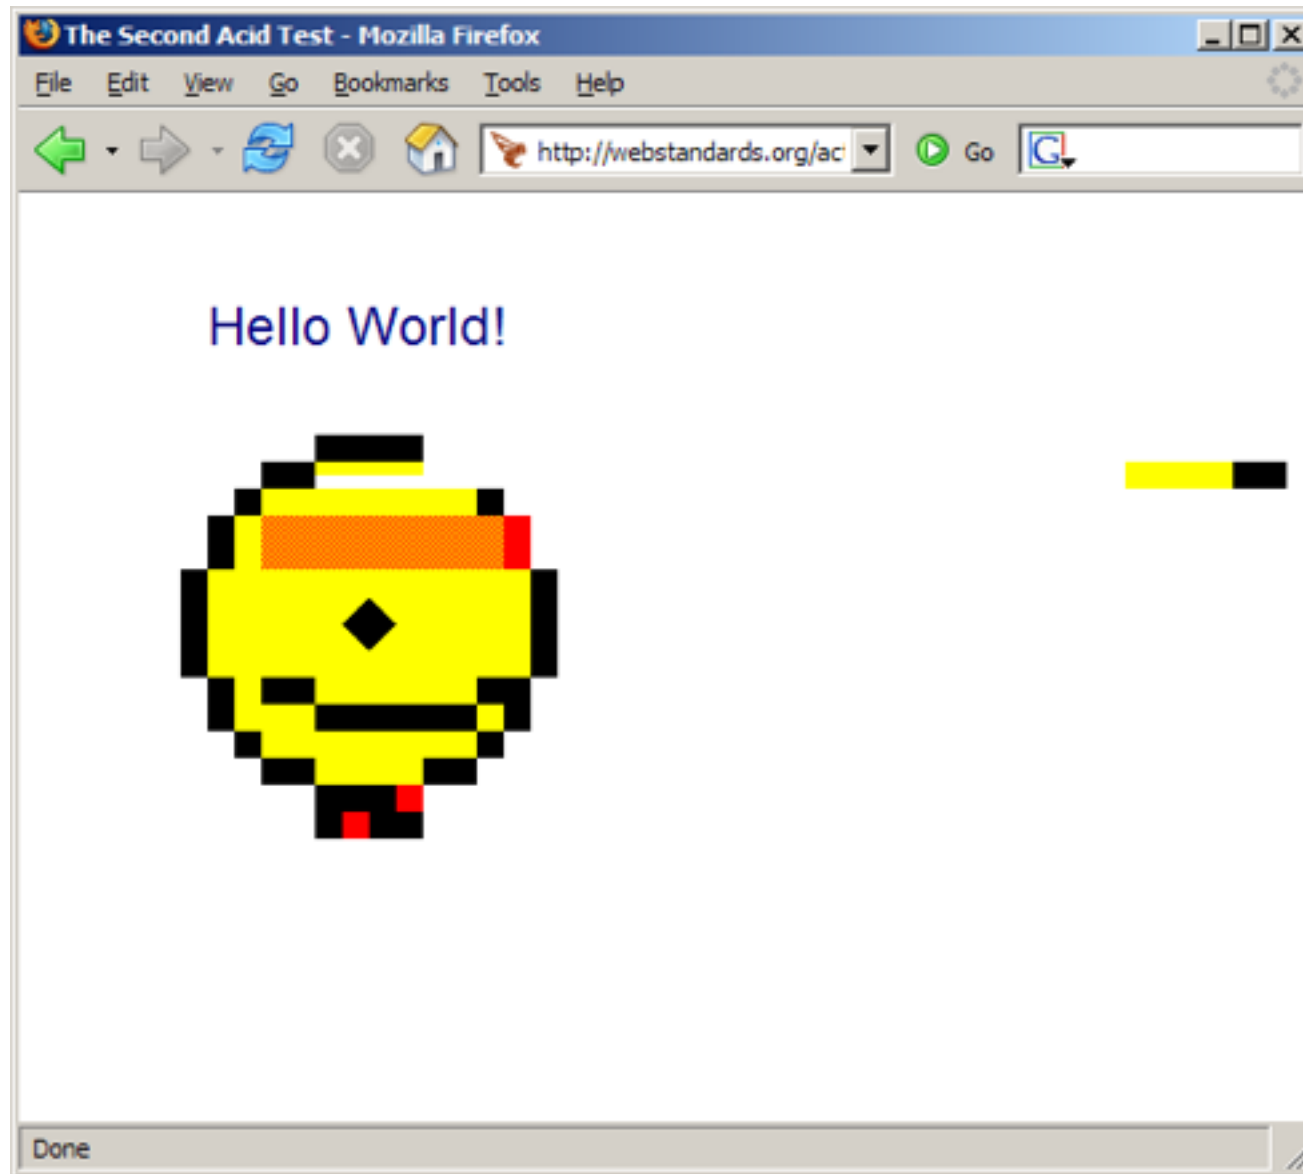 The Second Acid Test - Mozilla Firefox
File Edit View Go Bookmarks Tools Help
http://webstandards.org/act Go G
Hello World!
Done